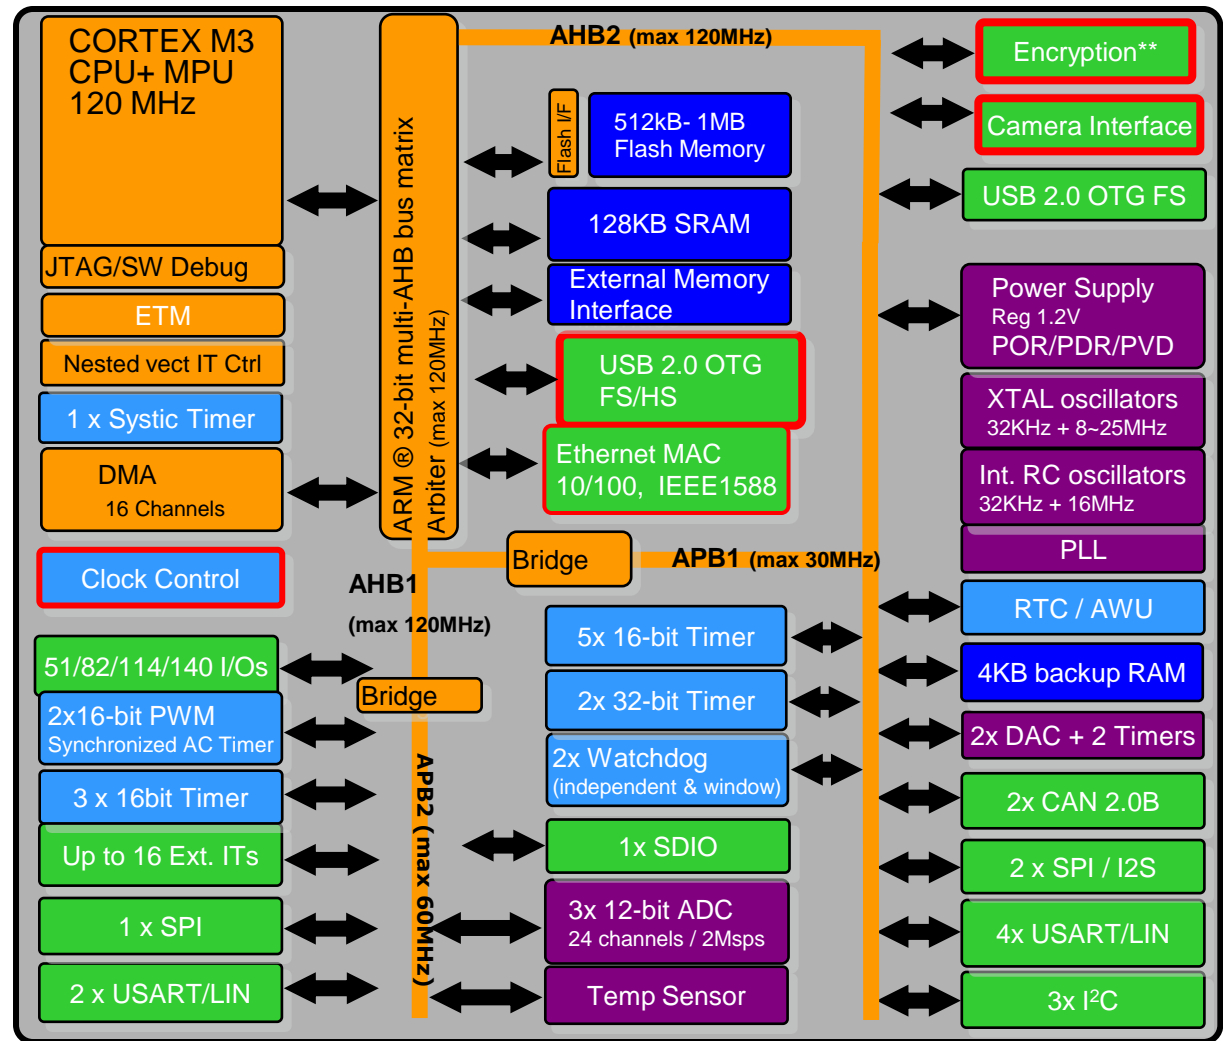 CORTEX M3
CPU+ MPU
120 MHz
JTAG/SW Debug
ETM
Nested vect IT Ctrl
1 x Systic Timer
DMA
16 Channels
Clock Control
51/82/114/140 I/Os
2x16-bit PWM
Synchronized AC Timer
3 x 16bit Timer
Up to 16 Ext. ITs
1 x SPI
2 x USART/LIN
ARM ® 32-bit multi-AHB bus matrix
Arbiter (max 120MHz)
AHB1
(max 120MHz)
Bridge
APB2 (max 60MHz)
AHB2 (max 120MHz)
Flash I/F
512kB- 1MB
Flash Memory
128KB SRAM
External Memory
Interface
USB 2.0 OTG
FS/HS
Ethernet MAC
10/100, IEEE1588
Bridge
APB1 (max 30MHz)
5x 16-bit Timer
2x 32-bit Timer
2x Watchdog
(independent & window)
1x SDIO
3x 12-bit ADC
24 channels / 2Msps
Temp Sensor
Encryption**
Camera Interface
USB 2.0 OTG FS
Power Supply
Reg 1.2V
POR/PDR/PVD
XTAL oscillators
32KHz + 8~25MHz
Int. RC oscillators
32KHz + 16MHz
PLL
RTC / AWU
4KB backup RAM
2x DAC + 2 Timers
2x CAN 2.0B
2 x SPI / I2S
4x USART/LIN
3x I²C